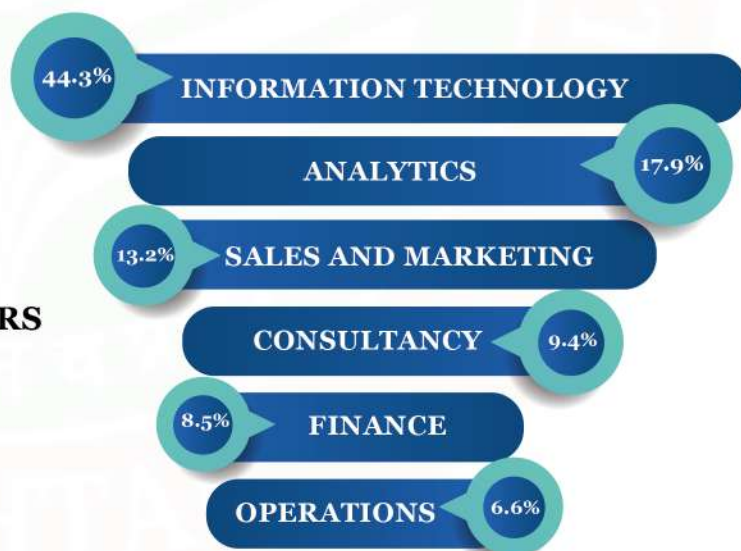 44.3%
INFORMATION TECHNOLOGY
ANALYTICS
17.9%
13.2%
SALES AND MARKETING
RS
CONSULTANCY
9.4%
8.5%
FINANCE
OPERATIONS
6.6%